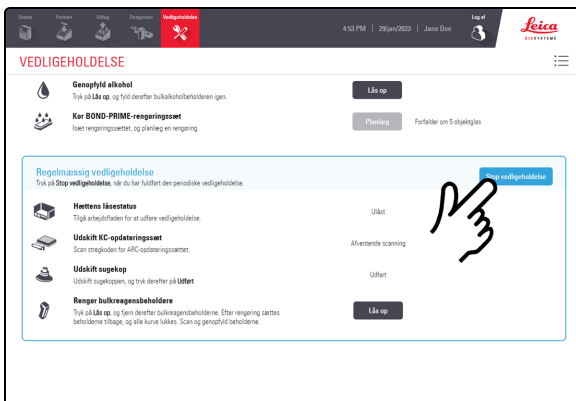 Status
Forisæt
Udtag
Reagenser
Vedligeholdelse
4:53 PM | 29/jan/2023 | Jane Doe
Log af
Leica
BIOSYSTEMS
VEDLIGEHOLDELSE
Genopfyld alkohol
Tryk på Lås op, og fyld derefter bulkalkoholbeholderen igen.
Lås op
Kør BOND-PRIME-rengøringssæt
Isæt rengøringssættet, og planlæg en rengøring.
Planlæg
Forfalder om 5 objektglas
Regelmæssig vedligeholdelse
Tryk på Stop vedligeholdelse, når du har fuldført den periodiske vedligeholdelse.
Stop vedligeholdelse
Hættens låsestatus
Tilgå arbejdsfladen for at udføre vedligeholdelse.
Ulåst
Udskift KC-opdateringssæt
Scan stregkoden for ARC-opdateringssættet.
Afventende scanning
Udskift sugekop
Udskift sugekoppen, og tryk derefter på Udført
Udført
Rengør bulkreagensbeholdere
Tryk på Lås op, og fjern derefter bulkreagensbeholderne. Efter rengøring sættes
beholderne tilbage, og alle kurve lukkes. Scan og genopfyld beholderne.
Lås op